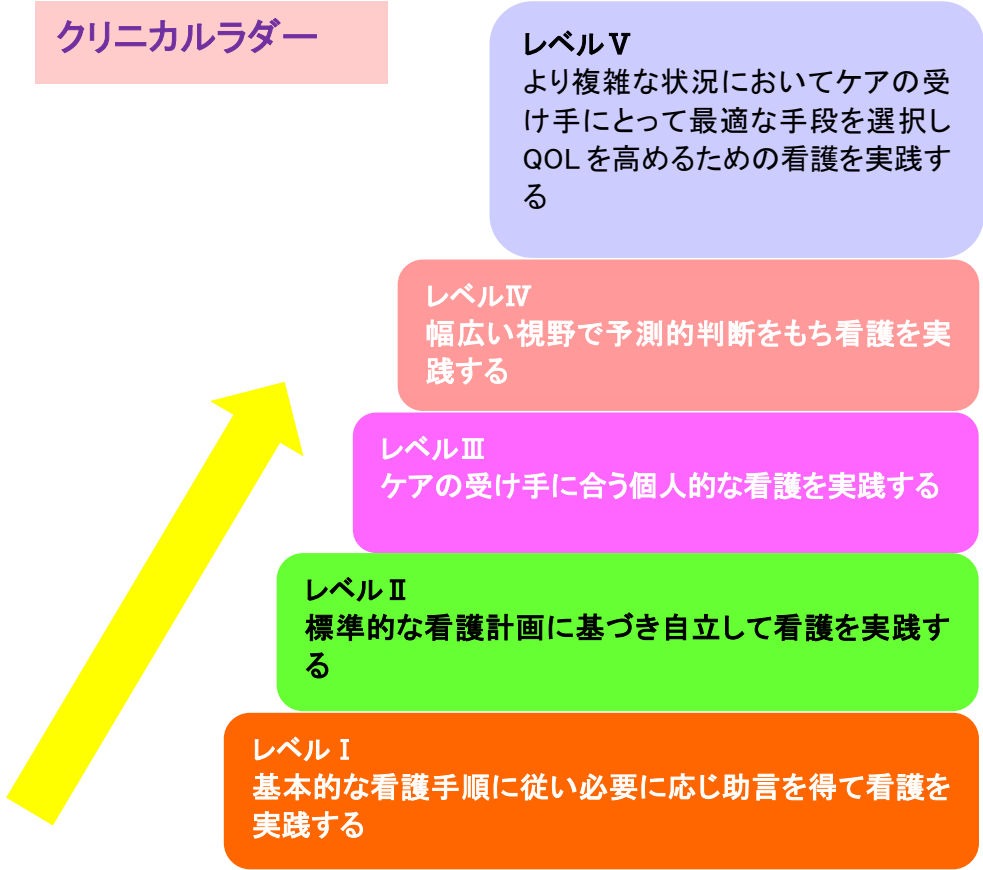 クリニカルラダー
レベルⅤ
より複雑な状況においてケアの受
け手にとって最適な手段を選択し
QOLを高めるための看護を実践す
る
レベルⅣ
幅広い視野で予測的判断をもち看護を実
践する
レベルⅢ
ケアの受け手に合う個人的な看護を実践する
レベルⅡ
標準的な看護計画に基づき自立して看護を実践す
る
レベルⅠ
基本的な看護手順に従い必要に応じ助言を得て看護を
実践する